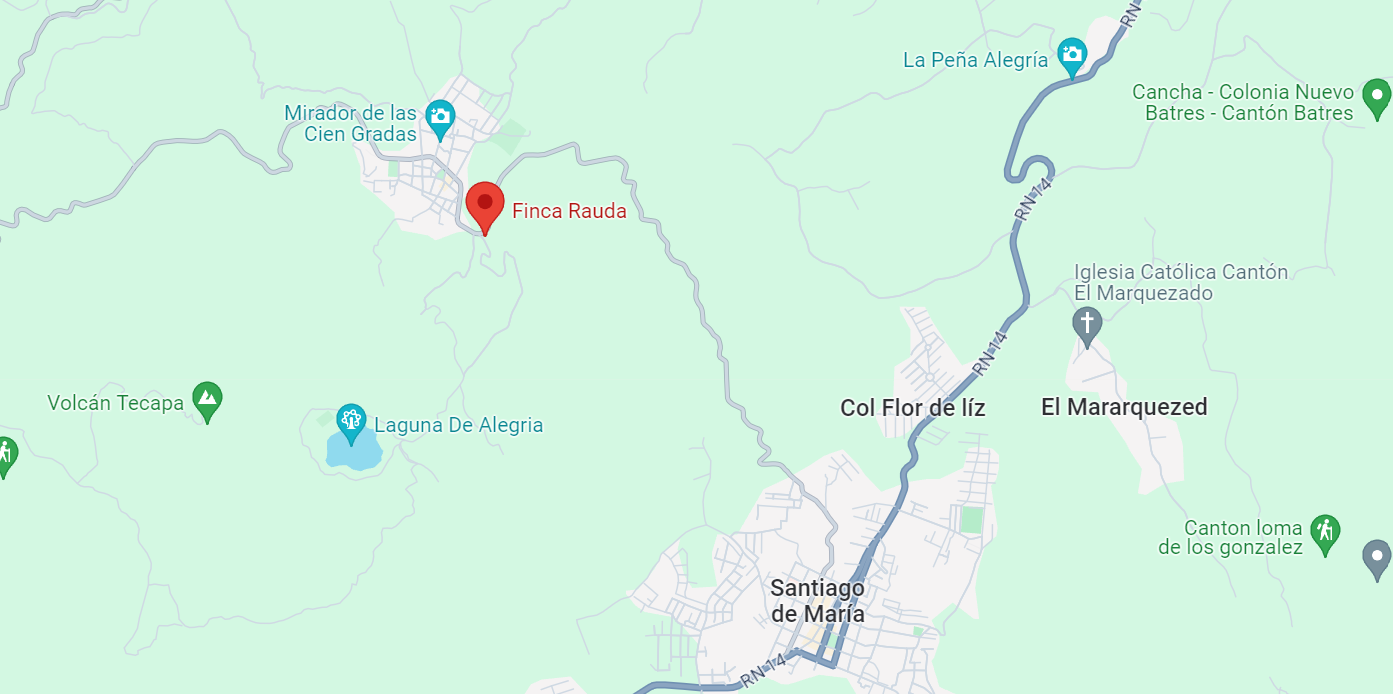 RN
La Peña Alegría
Cancha - Colonia Nuevo
Batres - Cantón Batres
Mirador de las
Cien Gradas
RN 14
Finca Rauda
Iglesia Católica Cantón
El Marquezado
RN 14
Volcán Tecapa
Laguna De Alegria
Col Flor de líz
El Mararquezed
Canton loma
de los gonzalez
Santiago
de María
RN 14